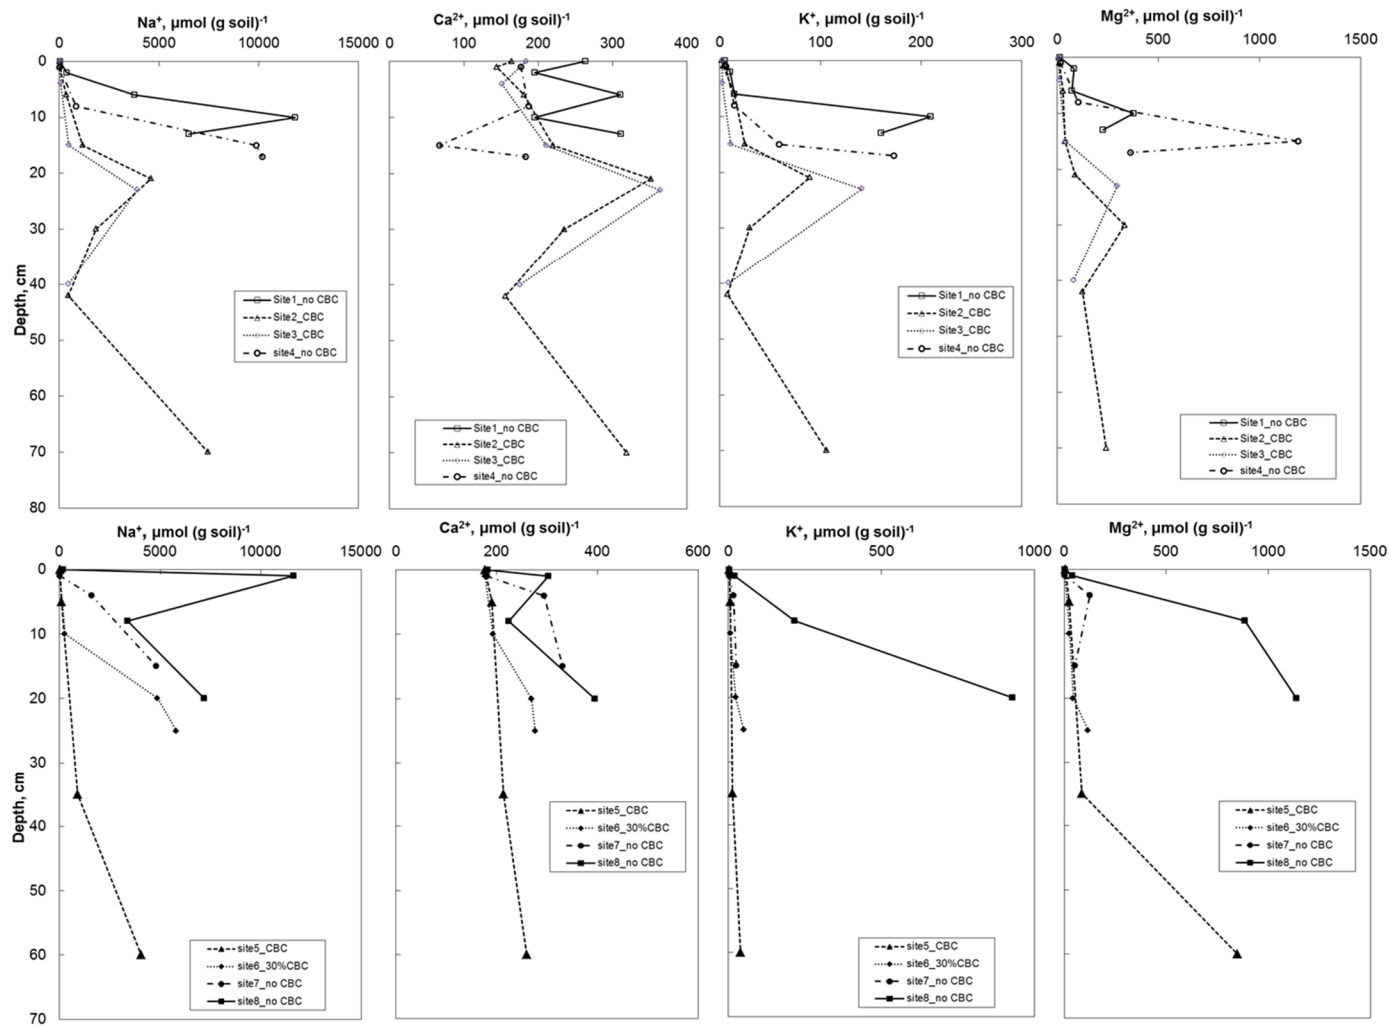 Na⁺, µmol (g soil)⁻¹
0 5000 10000 15000
Ca²⁺, µmol (g soil)⁻¹
0 100 200 300 400
K⁺, µmol (g soil)⁻¹
0 100 200 300
Mg²⁺, µmol (g soil)⁻¹
0 500 1000 1500
0
10
20
30
40
50
60
70
80
Depth, cm
Site1_no CBC
Site2_CBC
Site3_CBC
site4_no CBC
Site1_no CBC
Site2_CBC
Site3_CBC
site4_no CBC
Site1_no CBC
Site2_CBC
Site3_CBC
site4_no CBC
Site1_no CBC
Site2_CBC
Site3_CBC
site4_no CBC
Na⁺, µmol (g soil)⁻¹
0 5000 10000 15000
Ca²⁺, µmol (g soil)⁻¹
0 200 400 600
K⁺, µmol (g soil)⁻¹
0 500 1000
Mg²⁺, µmol (g soil)⁻¹
0 500 1000 1500
0
10
20
30
40
50
60
70
Depth, cm
site5_CBC
site6_30%CBC
site7_no CBC
site8_no CBC
site5_CBC
site6_30%CBC
site7_no CBC
site8_no CBC
site5_CBC
site6_30%CBC
site7_no CBC
site8_no CBC
site5_CBC
site6_30%CBC
site7_no CBC
site8_no CBC